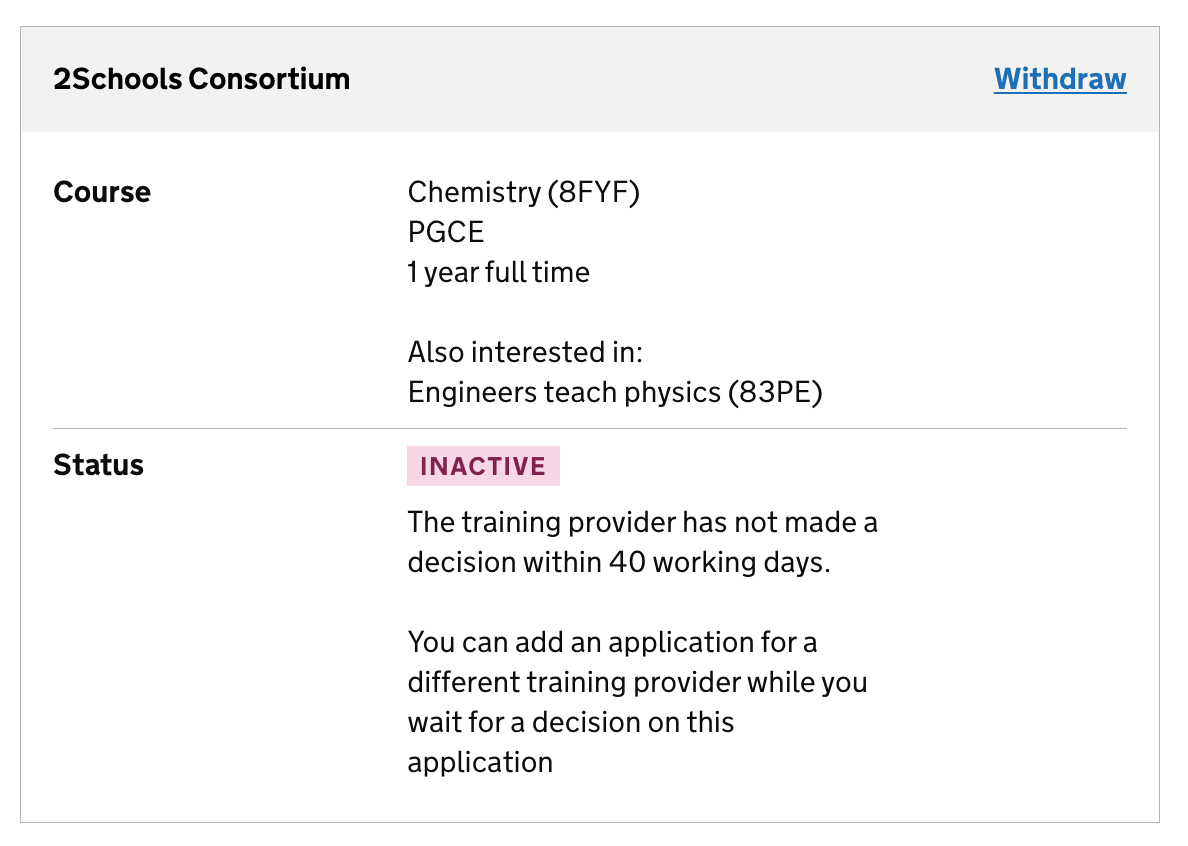 2Schools Consortium
Withdraw
Course
Chemistry (8FYF)
PGCE
1 year full time
Also interested in:
Engineers teach physics (83PE)
Status
INACTIVE
The training provider has not made a
decision within 40 working days.
You can add an application for a
different training provider while you
wait for a decision on this
application